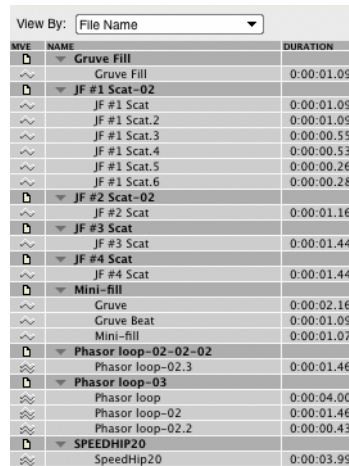 View By: File Name
MVE NAME DURATION
Gruve Fill
Gruve Fill 0:00:01.09
JF #1 Scat-02
JF #1 Scat 0:00:01.09
JF #1 Scat.2 0:00:01.09
JF #1 Scat.3 0:00:00.55
JF #1 Scat.4 0:00:00.53
JF #1 Scat.5 0:00:00.26
JF #1 Scat.6 0:00:00.28
JF #2 Scat-02
JF #2 Scat 0:00:01.16
JF #3 Scat
JF #3 Scat 0:00:01.44
JF #4 Scat
JF #4 Scat 0:00:01.44
Mini-fill
Gruve 0:00:02.16
Gruve Beat 0:00:01.09
Mini-fill 0:00:01.07
Phasor loop-02-02-02
Phasor loop-02.3 0:00:01.46
Phasor loop-03
Phasor loop 0:00:04.00
Phasor loop-02 0:00:01.46
Phasor loop-02.2 0:00:00.43
SPEEDHIP20
SpeedHip20 0:00:03.99